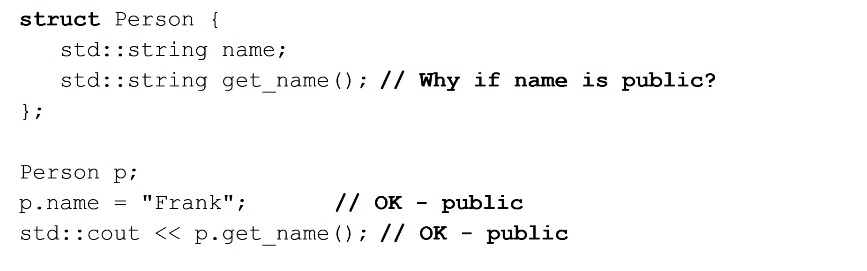 struct Person {
   std::string name;
   std::string get_name(); // Why if name is public?
};

Person p;
p.name = "Frank";       // OK - public
std::cout << p.get_name(); // OK - public